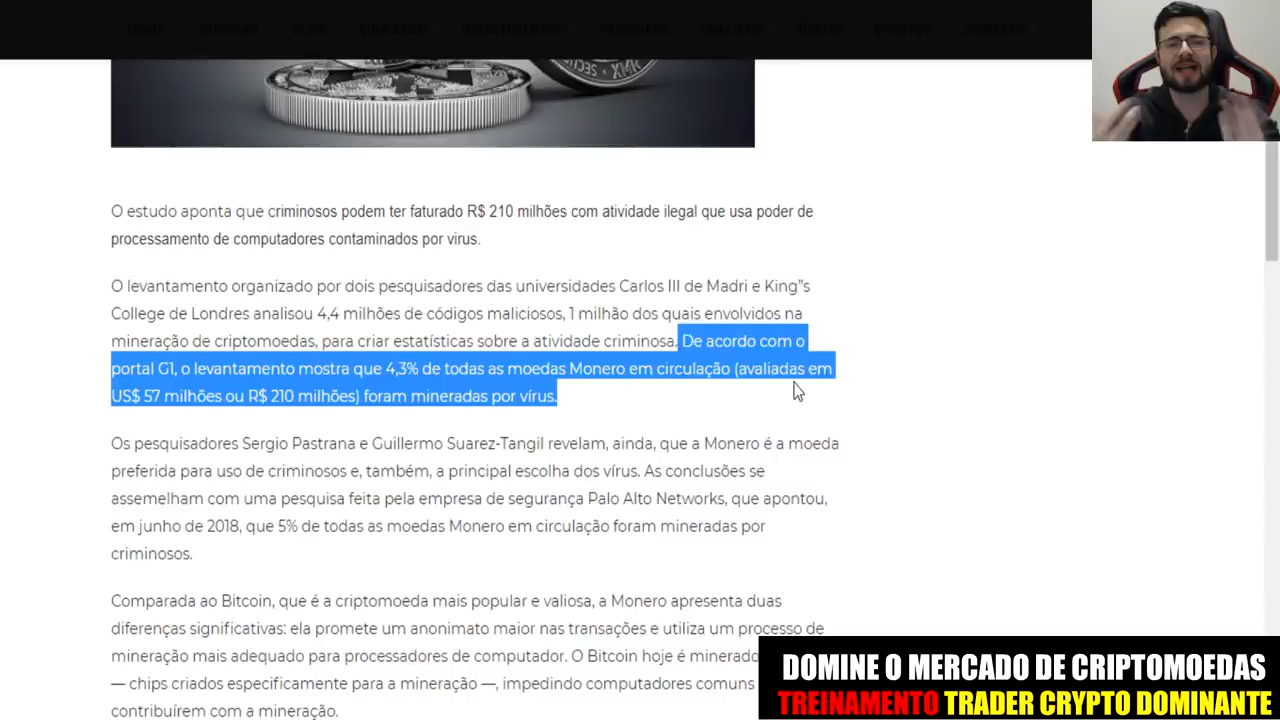 HOME NOTÍCIAS BLOG EDUCAÇÃO INVESTIMENTOS TUTORIAIS ANÁLISES VÍDEOS EVENTOS CONTATO
XMR
O estudo aponta que criminosos podem ter faturado R$ 210 milhões com atividade ilegal que usa poder de
processamento de computadores contaminados por virus.
O levantamento organizado por dois pesquisadores das universidades Carlos III de Madri e King"s
College de Londres analisou 4,4 milhões de códigos maliciosos, 1 milhão dos quais envolvidos na
mineração de criptomoedas, para criar estatísticas sobre a atividade criminosa. De acordo com o
portal G1, o levantamento mostra que 4,3% de todas as moedas Monero em circulação (avaliadas em
US$ 57 milhões ou R$ 210 milhões) foram mineradas por vírus.
Os pesquisadores Sergio Pastrana e Guillermo Suarez-Tangil revelam, ainda, que a Monero é a moeda
preferida para uso de criminosos e, também, a principal escolha dos vírus. As conclusões se
assemelham com uma pesquisa feita pela empresa de segurança Palo Alto Networks, que apontou,
em junho de 2018, que 5% de todas as moedas Monero em circulação foram mineradas por
criminosos.
Comparada ao Bitcoin, que é a criptomoeda mais popular e valiosa, a Monero apresenta duas
diferenças significativas: ela promete um anonimato maior nas transações e utiliza um processo de
mineração mais adequado para processadores de computador. O Bitcoin hoje é minerado
— chips criados especificamente para a mineração —, impedindo computadores comuns
contribuírem com a mineração.
DOMINE O MERCADO DE CRIPTOMOEDAS
TREINAMENTO TRADER CRYPTO DOMINANTE